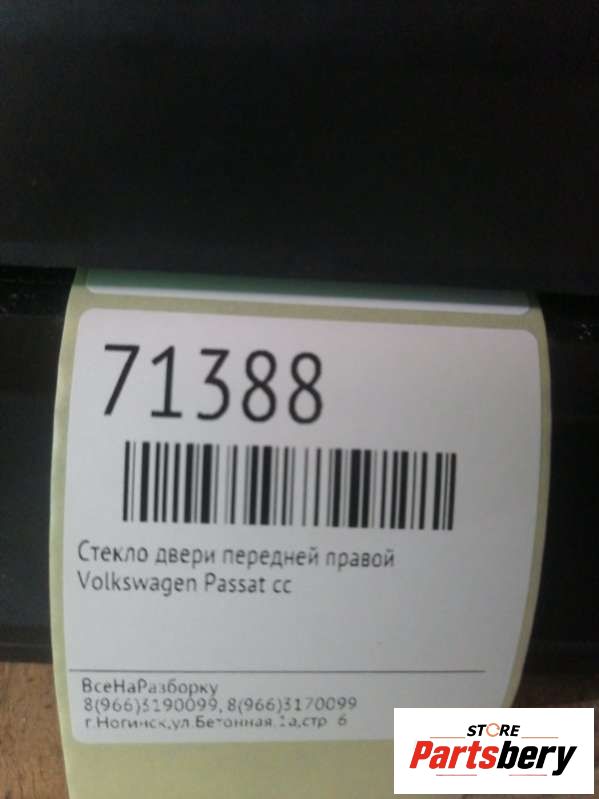 71388
Стекло двери передней правой
Volkswagen Passat cc
ВсеНаРазборку
8(966)3190099, 8(966)3170099
г.Ногинск,ул.Бетонная,1а,стр 6
STORE
Partsbery